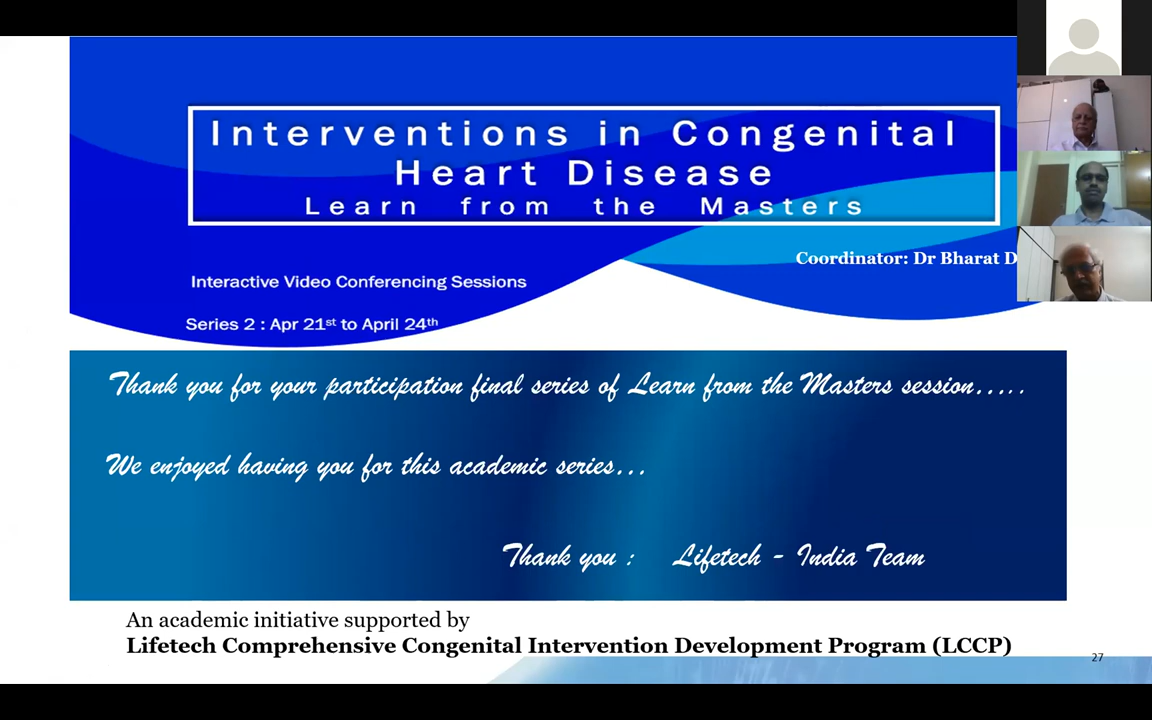 Interventions in Congenital
Heart Disease
Learn from the Masters
Coordinator: Dr Bharat D
Interactive Video Conferencing Sessions
Series 2 : Apr 21st to April 24th
Thank you for your participation final series of Learn from the Masters session.....
We enjoyed having you for this academic series...
Thank you : Lifetech - India Team
An academic initiative supported by
Lifetech Comprehensive Congenital Intervention Development Program (LCCP)
27